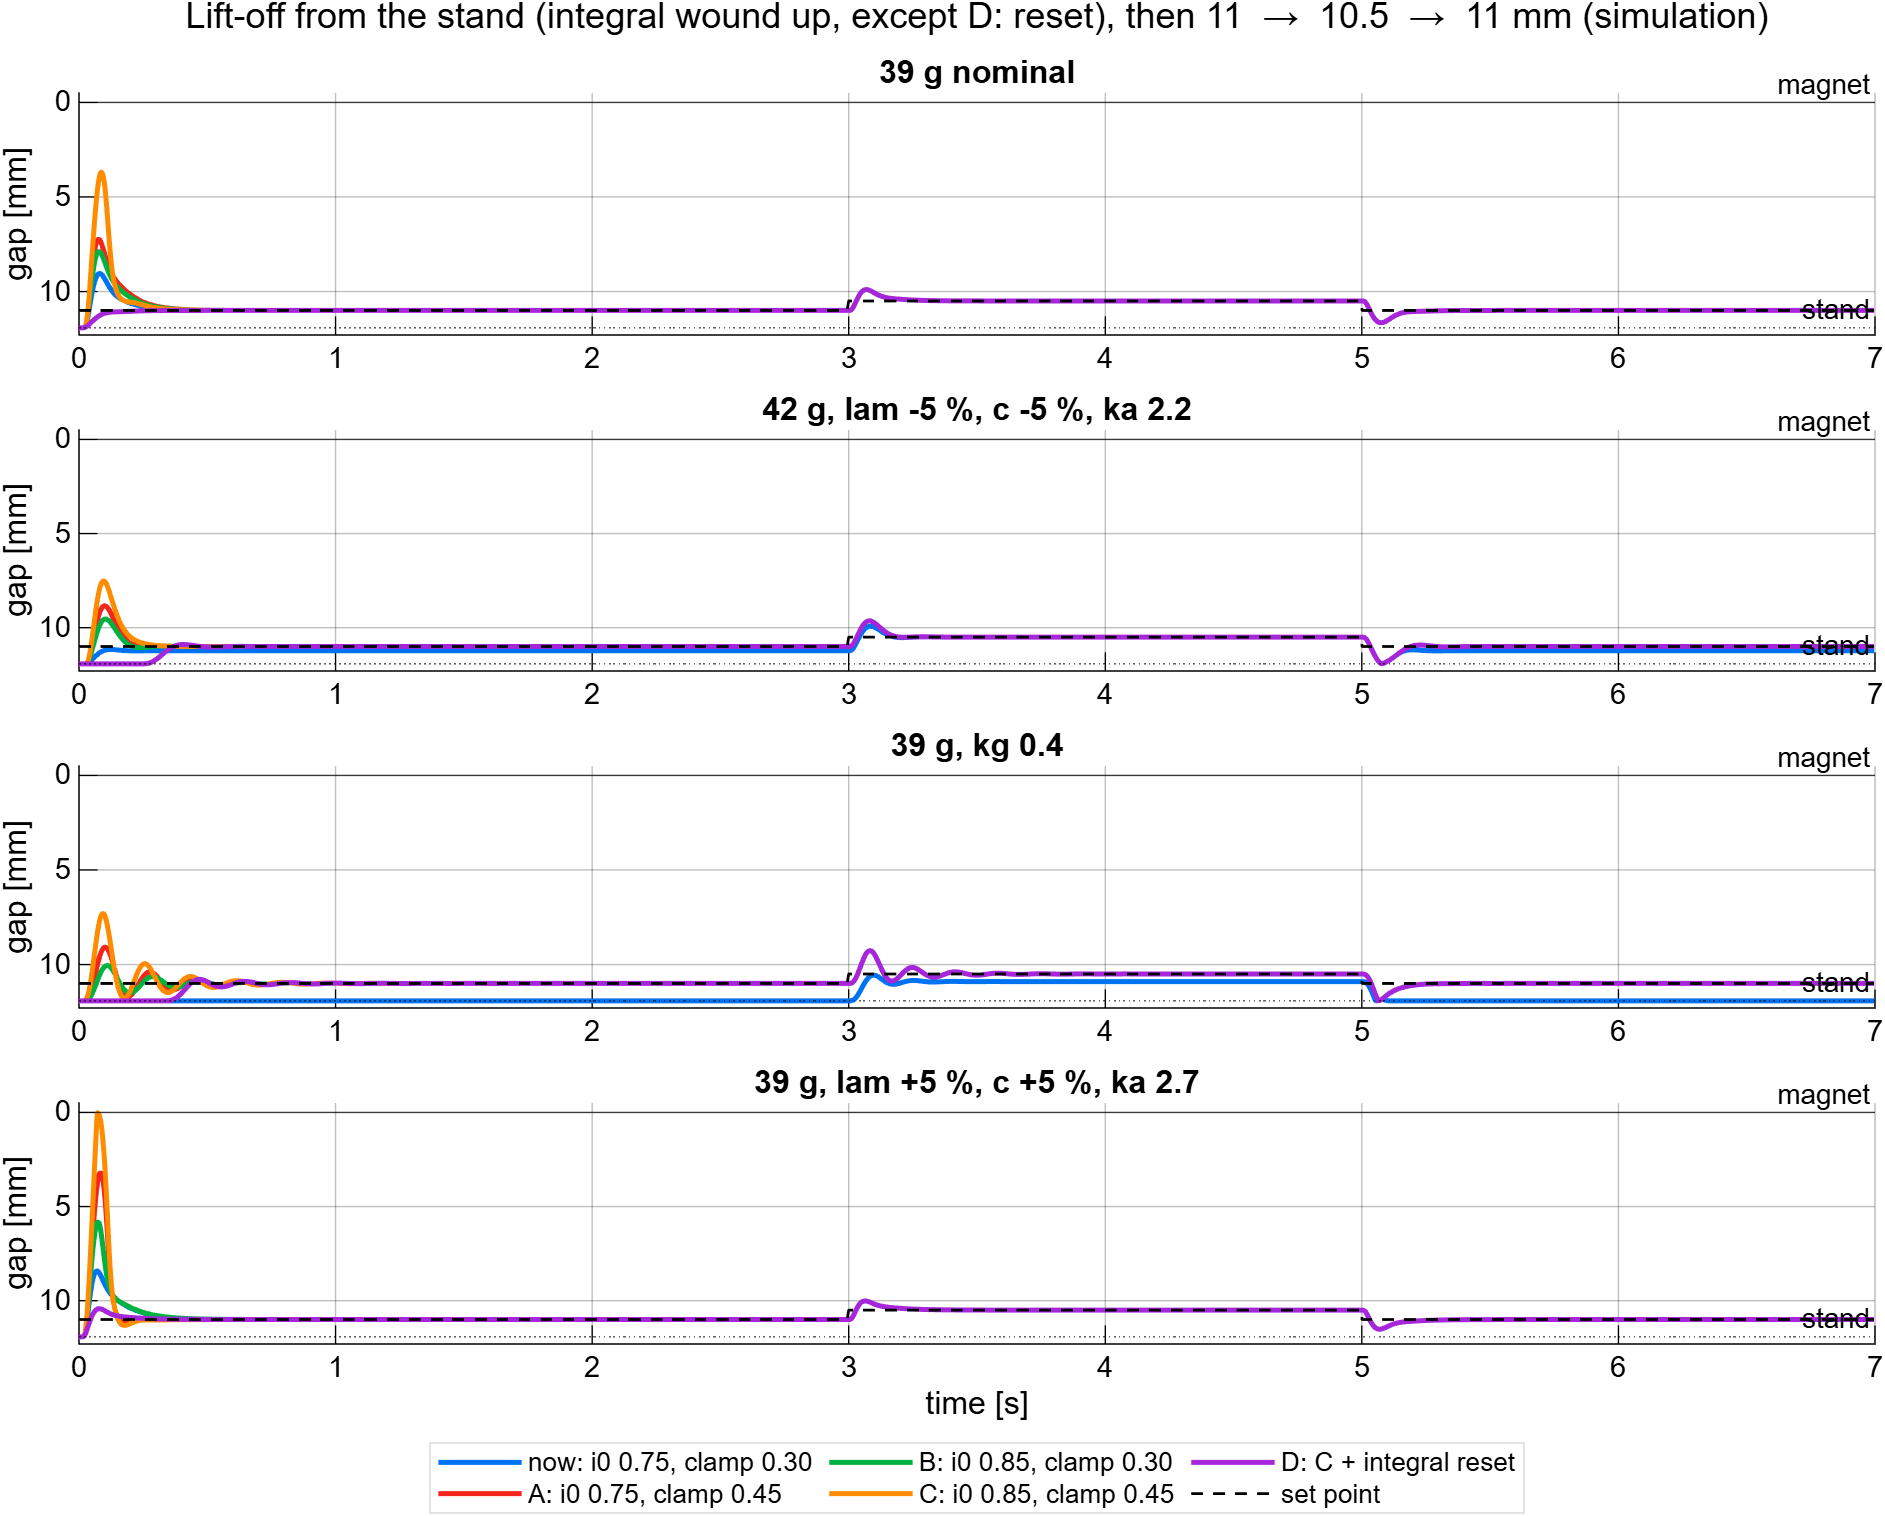 Lift-off from the stand (integral wound up, except D: reset), then 11 → 10.5 → 11 mm (simulation)
39 g nominal
magnet
0
5
10
gap [mm]
stand
0 1 2 3 4 5 6 7
42 g, lam -5 %, c -5 %, ka 2.2
magnet
0
5
10
gap [mm]
stand
0 1 2 3 4 5 6 7
39 g, kg 0.4
magnet
0
5
10
gap [mm]
stand
0 1 2 3 4 5 6 7
39 g, lam +5 %, c +5 %, ka 2.7
magnet
0
5
10
gap [mm]
stand
0 1 2 3 4 5 6 7
time [s]
now: i0 0.75, clamp 0.30 B: i0 0.85, clamp 0.30 D: C + integral reset
A: i0 0.75, clamp 0.45 C: i0 0.85, clamp 0.45 set point